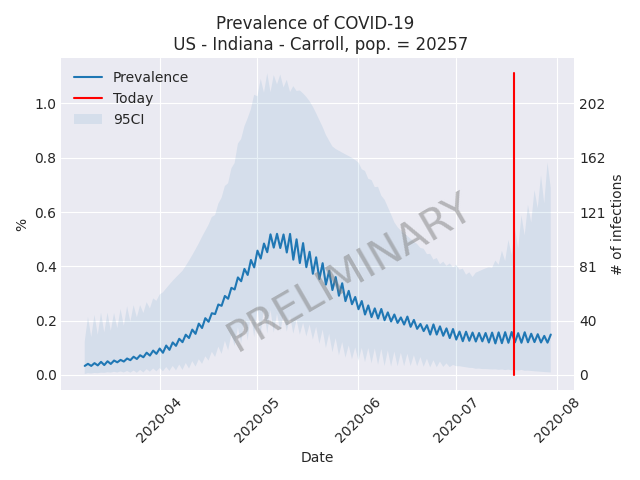 Prevalence of COVID-19
US - Indiana - Carroll, pop. = 20257
Prevalence
Today
95CI
1.0
0.8
0.6
0.4
0.2
0.0
%
202
162
121
81
40
0
# of infections
PRELIMINARY
2020-04
2020-05
2020-06
2020-07
2020-08
Date